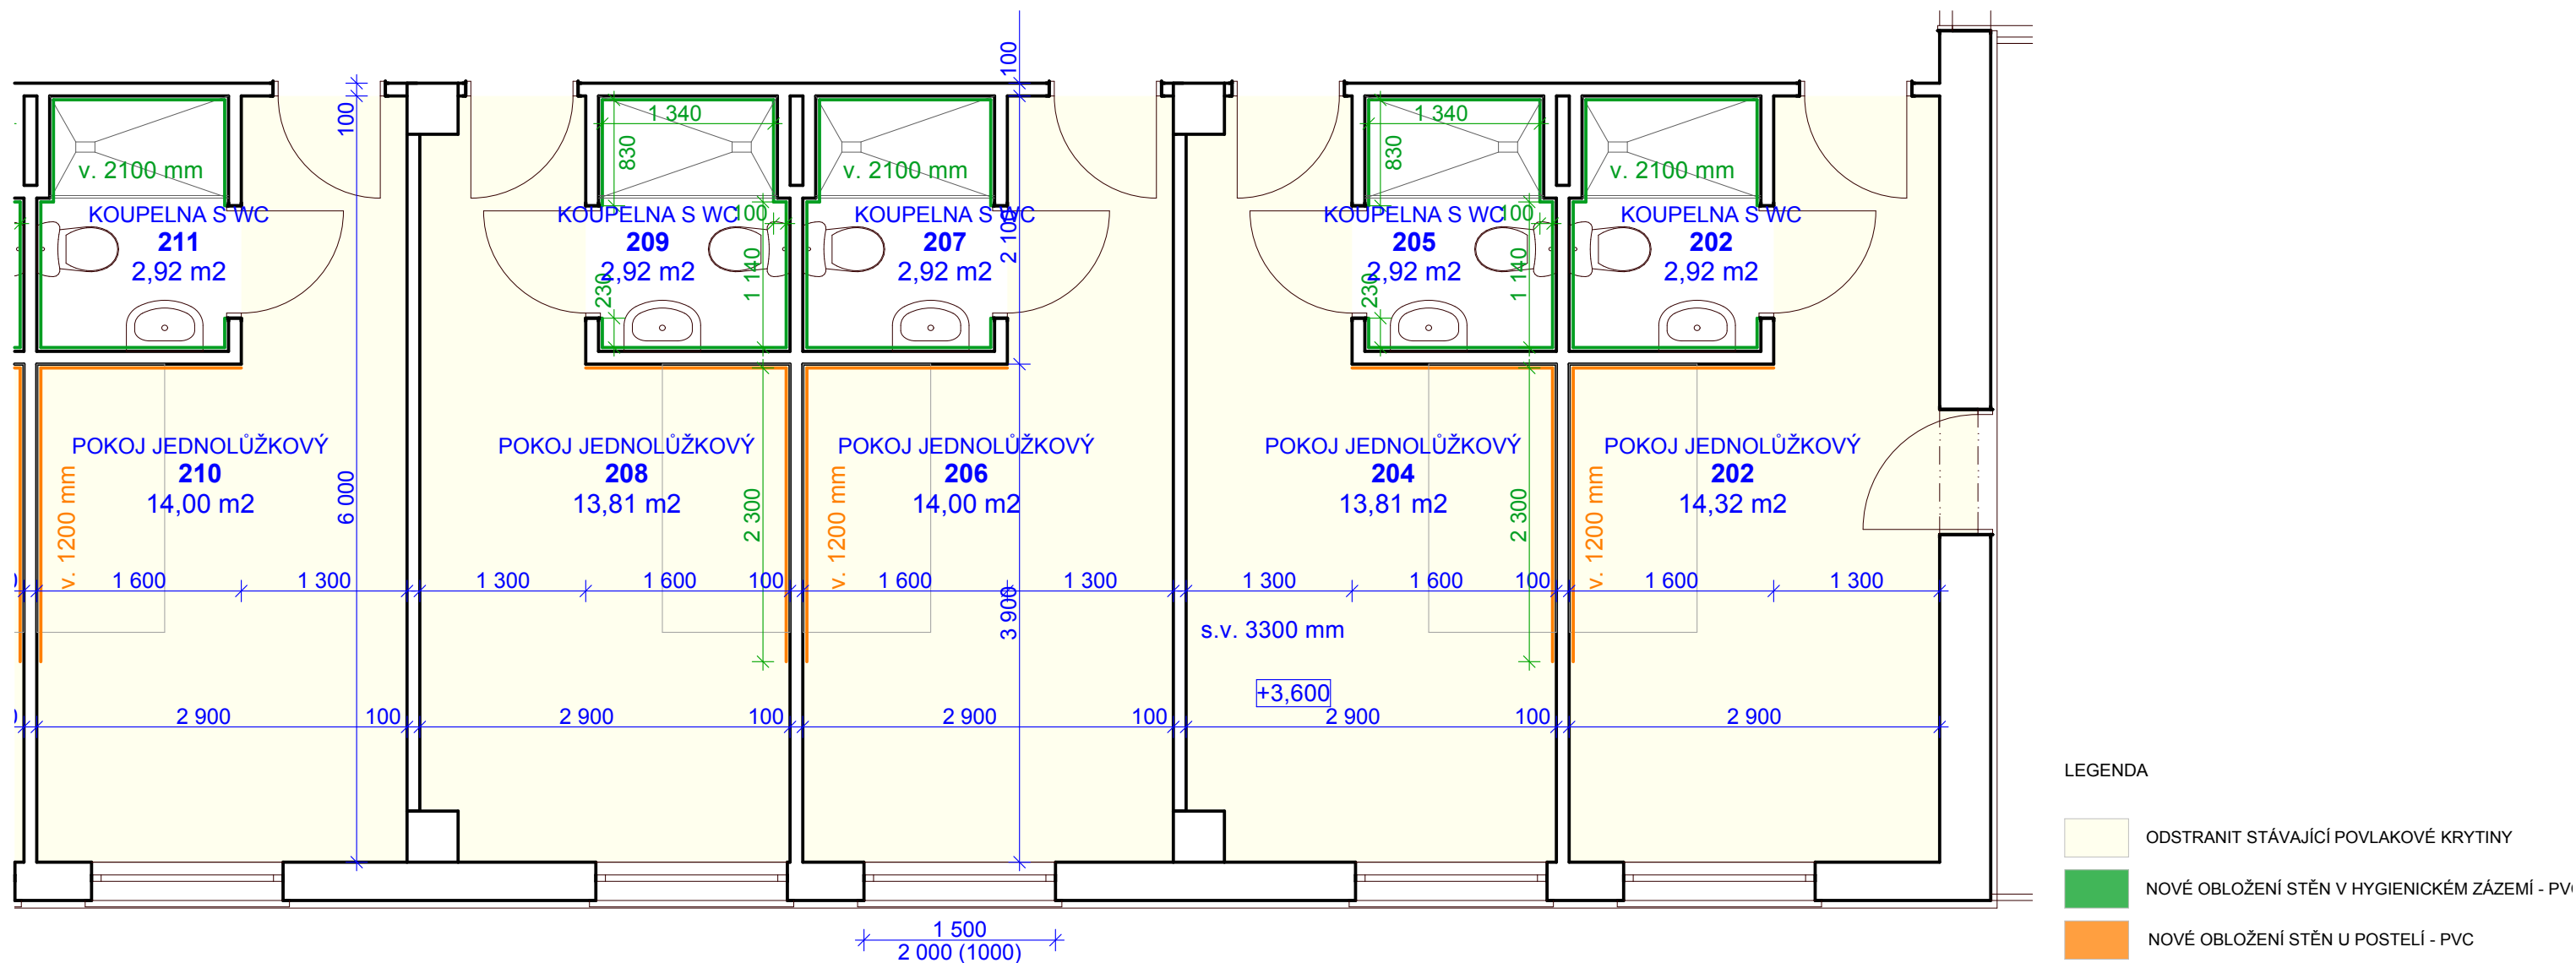 100
100
1 340
1 340
830
830
v. 2100 mm
v. 2100 mm
v. 2100 mm
KOUPELNA S WC
211
2,92 m2
KOUPELNA S WC
209
2,92 m2
KOUPELNA S WC
207
2,92 m2
KOUPELNA S WC
205
2,92 m2
KOUPELNA S WC
202
2,92 m2
100
100
2 100
1 140
1 140
230
230
POKOJ JEDNOLŮŽKOVÝ
210
14,00 m2
POKOJ JEDNOLŮŽKOVÝ
208
13,81 m2
POKOJ JEDNOLŮŽKOVÝ
206
14,00 m2
POKOJ JEDNOLŮŽKOVÝ
204
13,81 m2
POKOJ JEDNOLŮŽKOVÝ
202
14,32 m2
v. 1200 mm
6 000
2 300
v. 1200 mm
2 300
v. 1200 mm
1 600 1 300 1 300 1 600 100 1 600 1 300 1 300 1 600 100 1 600 1 300
3 900
s.v. 3300 mm
+3,600
2 900 100 2 900 100 2 900 100 2 900 100 2 900
1 500
2 000 (1000)
LEGENDA
ODSTRANIT STÁVAJÍCÍ POVLAKOVÉ KRYTINY
NOVÉ OBLOŽENÍ STĚN V HYGIENICKÉM ZÁZEMÍ - PV
NOVÉ OBLOŽENÍ STĚN U POSTELÍ - PVC